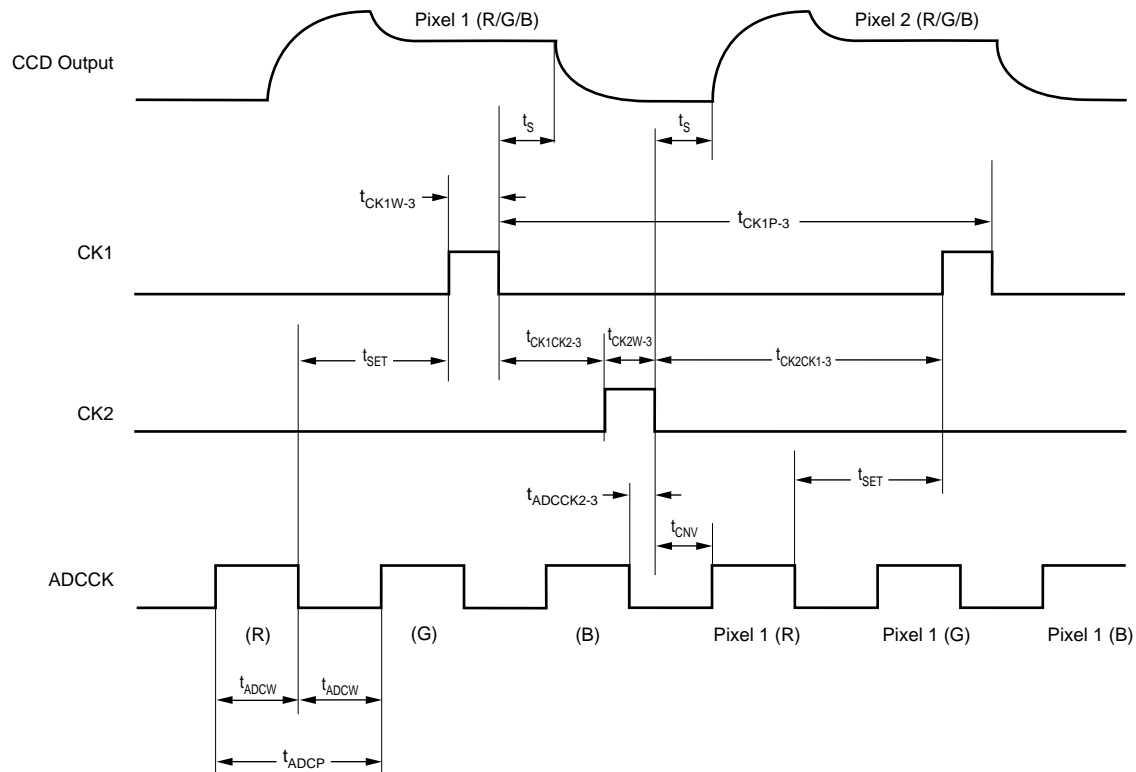 Pixel 1 (R/G/B)
Pixel 2 (R/G/B)
CCD Output
tS
tS
tCK1W-3
tCK1P-3
CK1
tSET
tCK1CK2-3
tCK2W-3
tCK2CK1-3
CK2
tADCCK2-3
tSET
tCNV
ADCCK
(R)
(G)
(B)
Pixel 1 (R)
Pixel 1 (G)
Pixel 1 (B)
tADCW
tADCW
tADCP